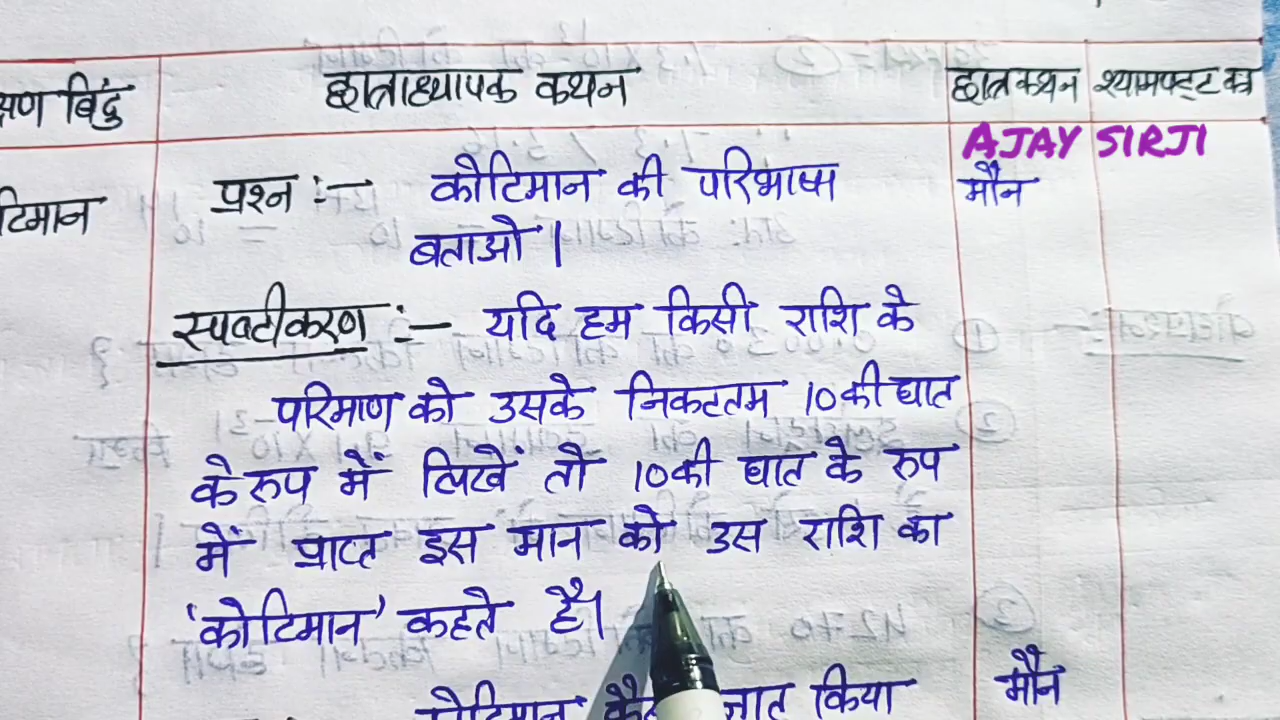 क्षण बिंदु छात्राध्यापक कथन छात्रकथन श्यामपट्ट का
AJAY SIRJI
टिमान प्रश्न :- कोटिमान की परिभाषा मौन
बताओ ।
स्पष्टीकरण :- यदि हम किसी राशि के
परिमाण को उसके निकटतम 10 की घात
के रुप में लिखें तो 10 की घात के रुप
में प्राप्त इस मान को उस राशि का
'कोटिमान' कहते है।
कोटिमान ज्ञात किया मौन